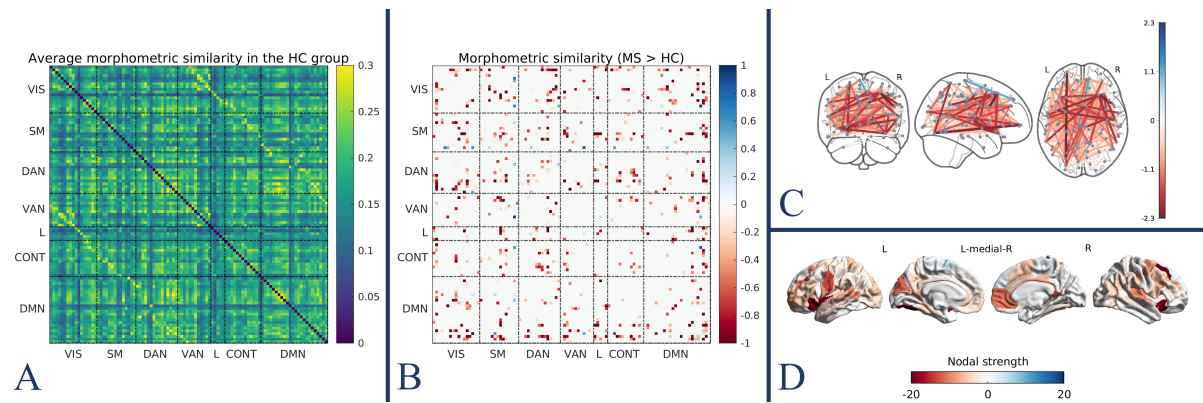 Average morphometric similarity in the HC group
VIS
SM
DAN
VAN
L
CONT
DMN
VIS SM DAN VAN L CONT DMN
0.3
0.25
0.2
0.15
0.1
0.05
0
A
Morphometric similarity (MS > HC)
VIS
SM
DAN
VAN
L
CONT
DMN
VIS SM DAN VAN L CONT DMN
1
0.8
0.6
0.4
0.2
0
-0.2
-0.4
-0.6
-0.8
-1
B
L R
L R
2.3
1.1
0
-1.1
-2.3
C
L L-medial-R R
Nodal strength
-20 0 20
D